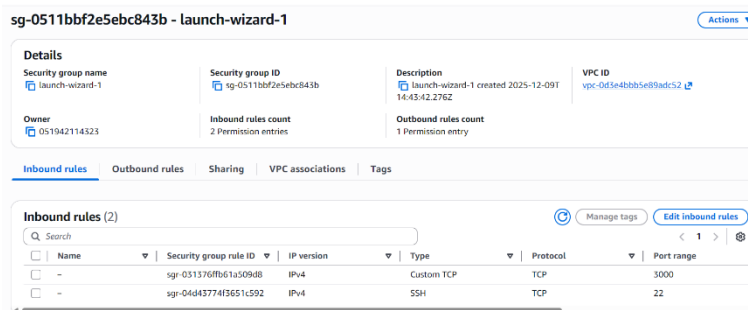 sg-0511bbf2e5ebc843b - launch-wizard-1
Actions
Details
Security group name
launch-wizard-1
Security group ID
sg-0511bbf2e5ebc843b
Description
launch-wizard-1 created 2025-12-09T
14:43:42.276Z
VPC ID
vpc-0d3e4bbb5e89adc52
Owner
051942114323
Inbound rules count
2 Permission entries
Outbound rules count
1 Permission entry
Inbound rules Outbound rules Sharing VPC associations Tags
Inbound rules (2)
Manage tags
Edit inbound rules
Search
< 1 >
Name Security group rule ID IP version Type Protocol Port range
– sgr-031376ffb61a509d8 IPv4 Custom TCP TCP 3000
– sgr-04d43774f3651c592 IPv4 SSH TCP 22